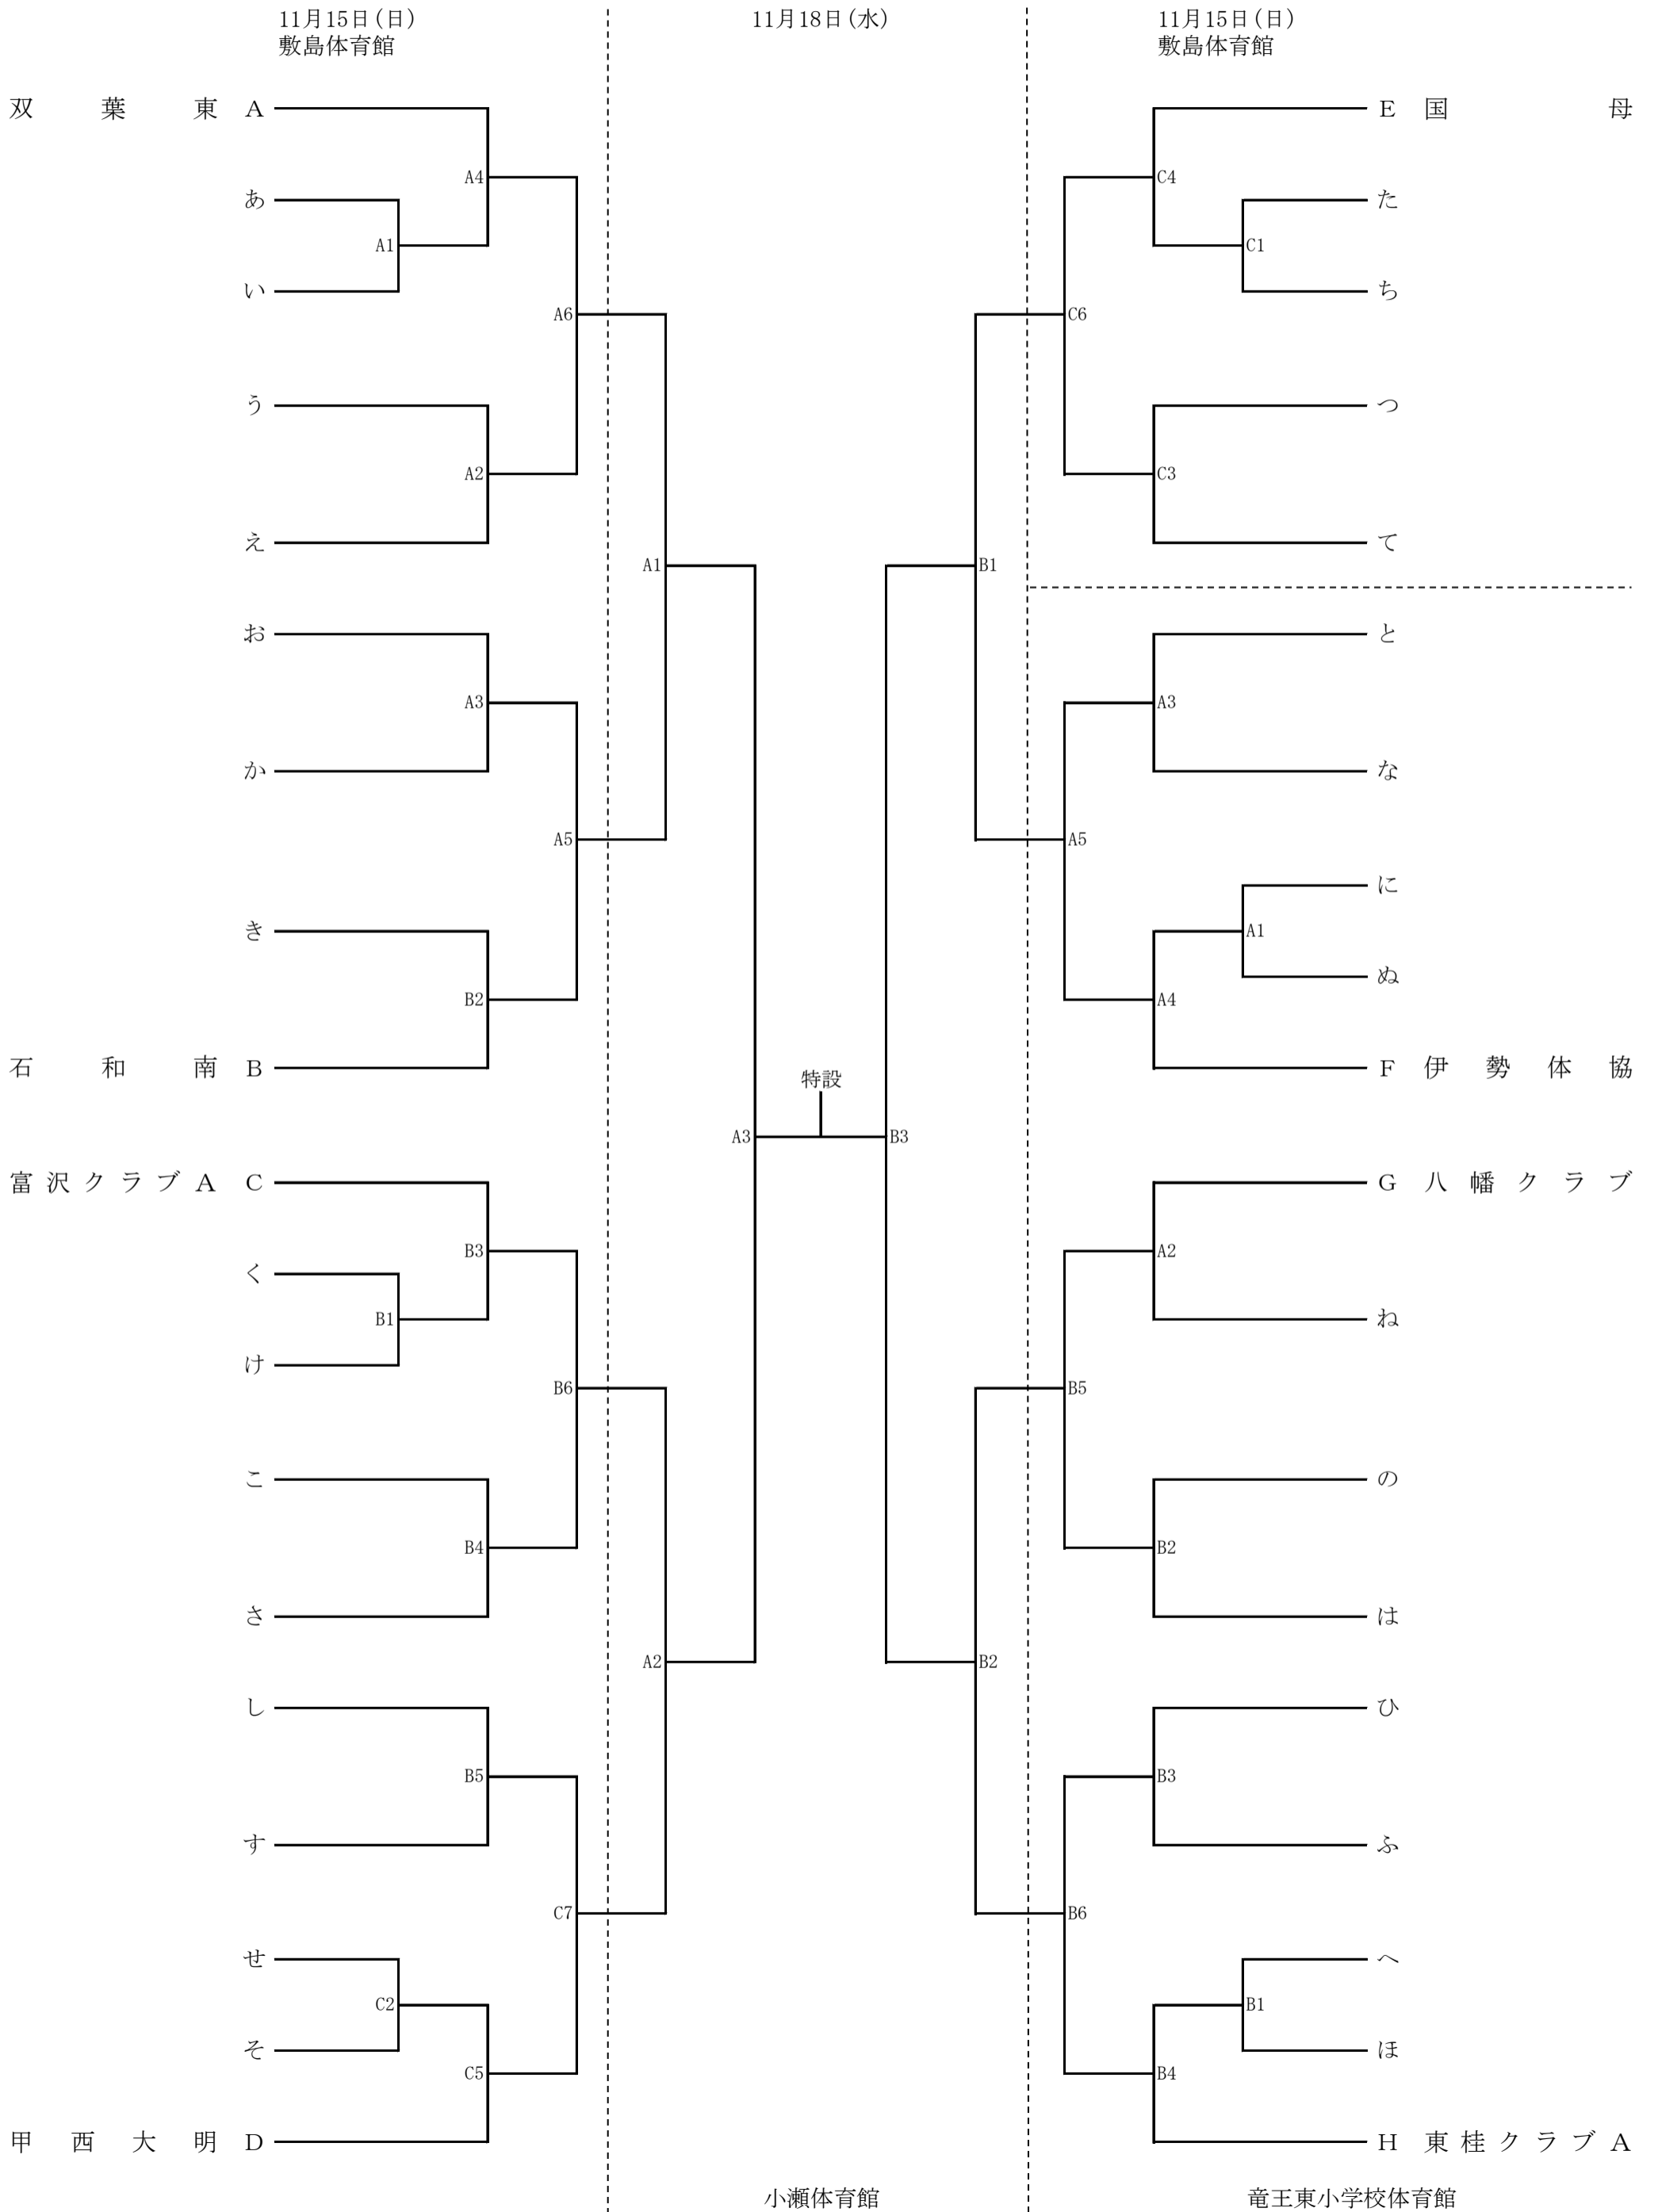 11月15日(日) 11月18日(水) 11月15日(日)
敷島体育館 敷島体育館
双葉東 A E 国母
A4 C4
あ た
A1 C1
い ち
A6 C6
う つ
A2 C3
え て
A1 B1
お と
A3 A3
か な
A5 A5
に
き A1
ぬ
B2 A4
石和南 B F 伊勢体協
特設
A3 B3
富沢クラブA C G 八幡クラブ
B3 A2
く
B1 ね
け
B6 B5
こ の
B4 B2
さ は
A2 B2
し ひ
B5 B3
す ふ
C7 B6
せ へ
C2 B1
そ ほ
C5 B4
甲西大明 D H 東桂クラブA
小瀬体育館 竜王東小学校体育館